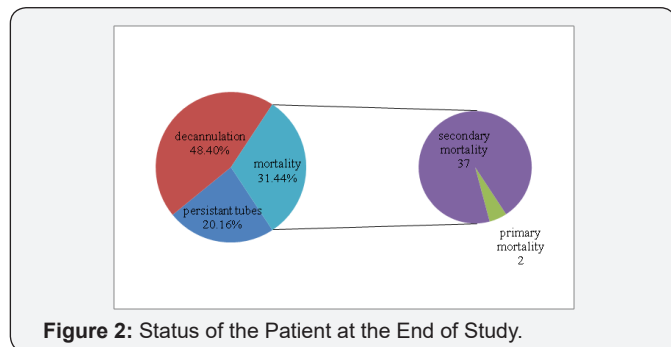 decannulation
48.40%
mortality
31.44%
persistant tubes
20.16%
secondary
mortality
37
primary
mortality
2
Figure 2: Status of the Patient at the End of Study.